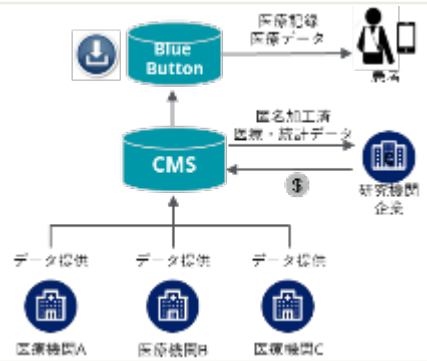 医療記録
医療データ
Blue
Button
患者
匿名加工済
医療・統計データ
CMS
$
研究機関
企業
データ提供
データ提供
データ提供
医療機関A
医療機関B
医療機関C